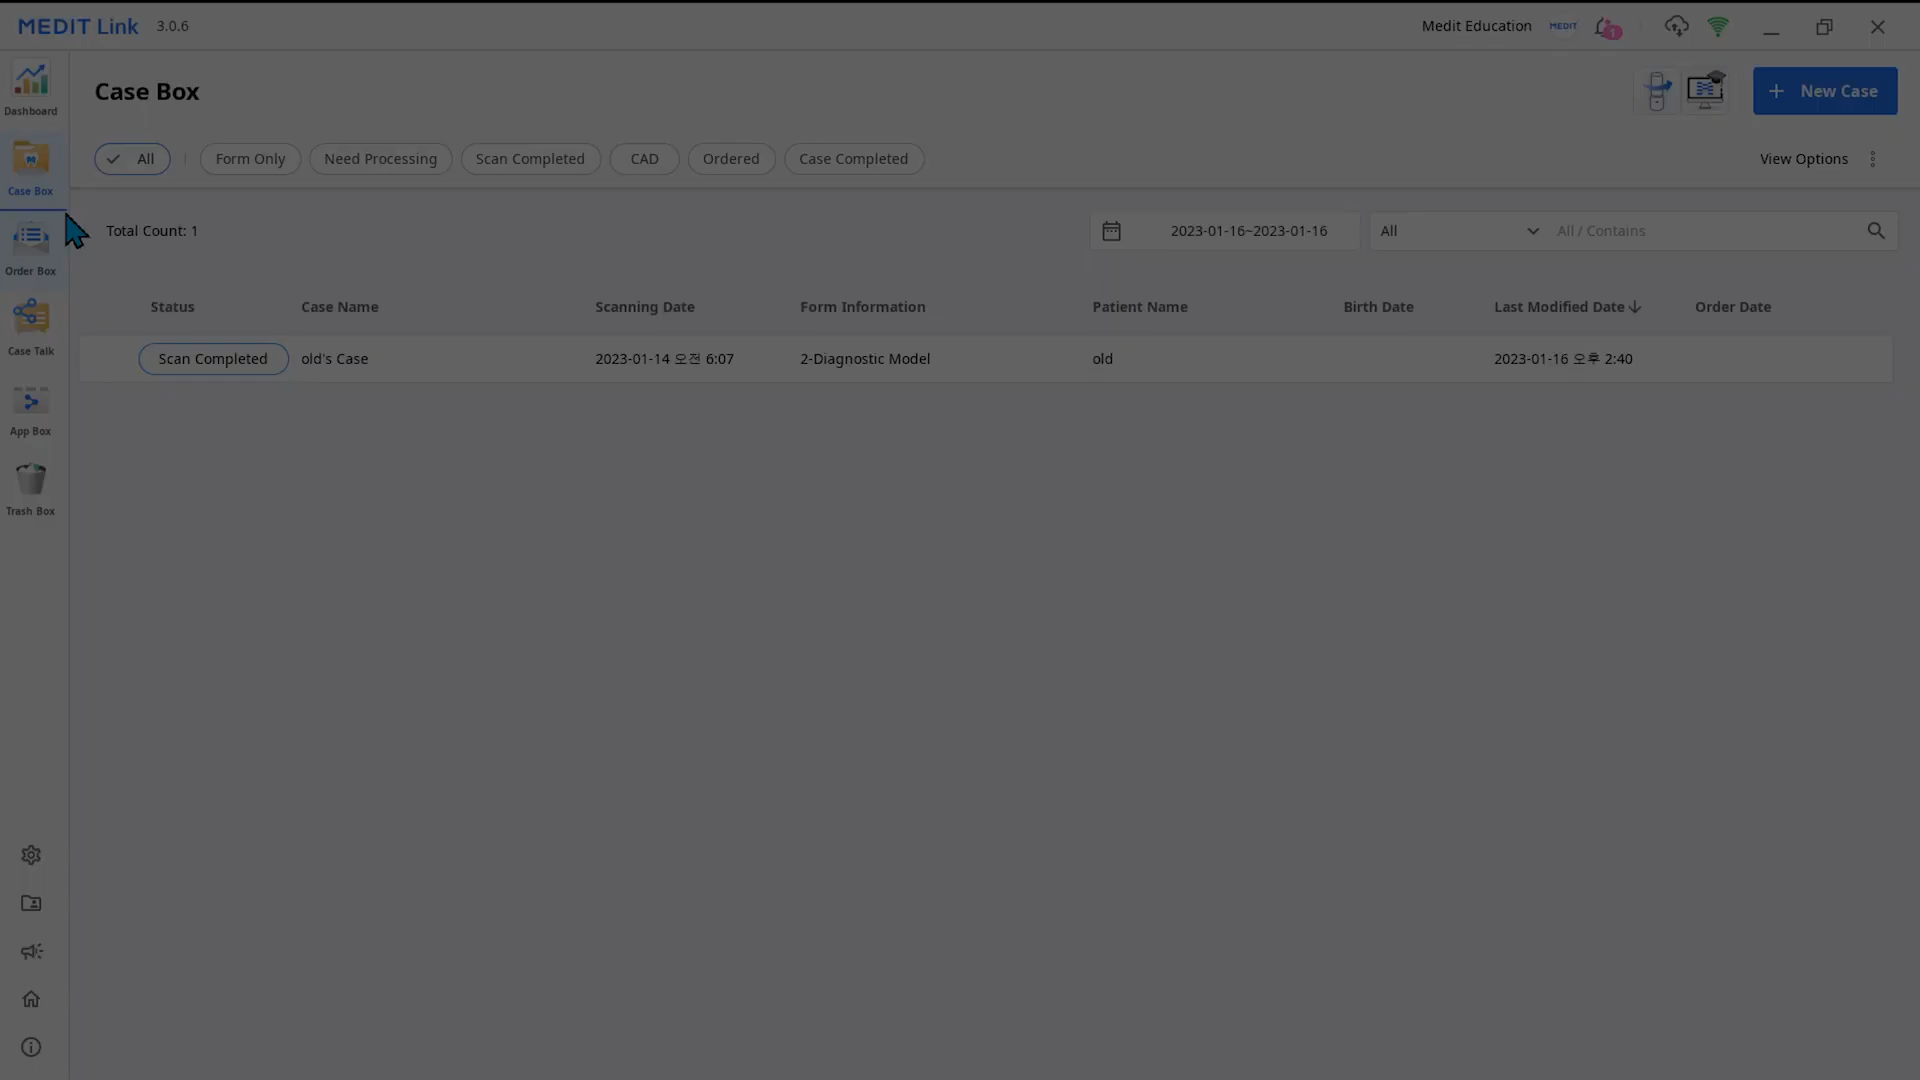 MEDIT Link 3.0.6
Medit Education MEDIT 1
Dashboard
Case Box
Order Box
Case Talk
App Box
Trash Box
Case Box
New Case
All Form Only Need Processing Scan Completed CAD Ordered Case Completed
View Options
Total Count: 1
2023-01-16~2023-01-16 All All / Contains
Status Case Name Scanning Date Form Information Patient Name Birth Date Last Modified Date Order Date
Scan Completed old's Case 2023-01-14 오전 6:07 2-Diagnostic Model old 2023-01-16 오후 2:40